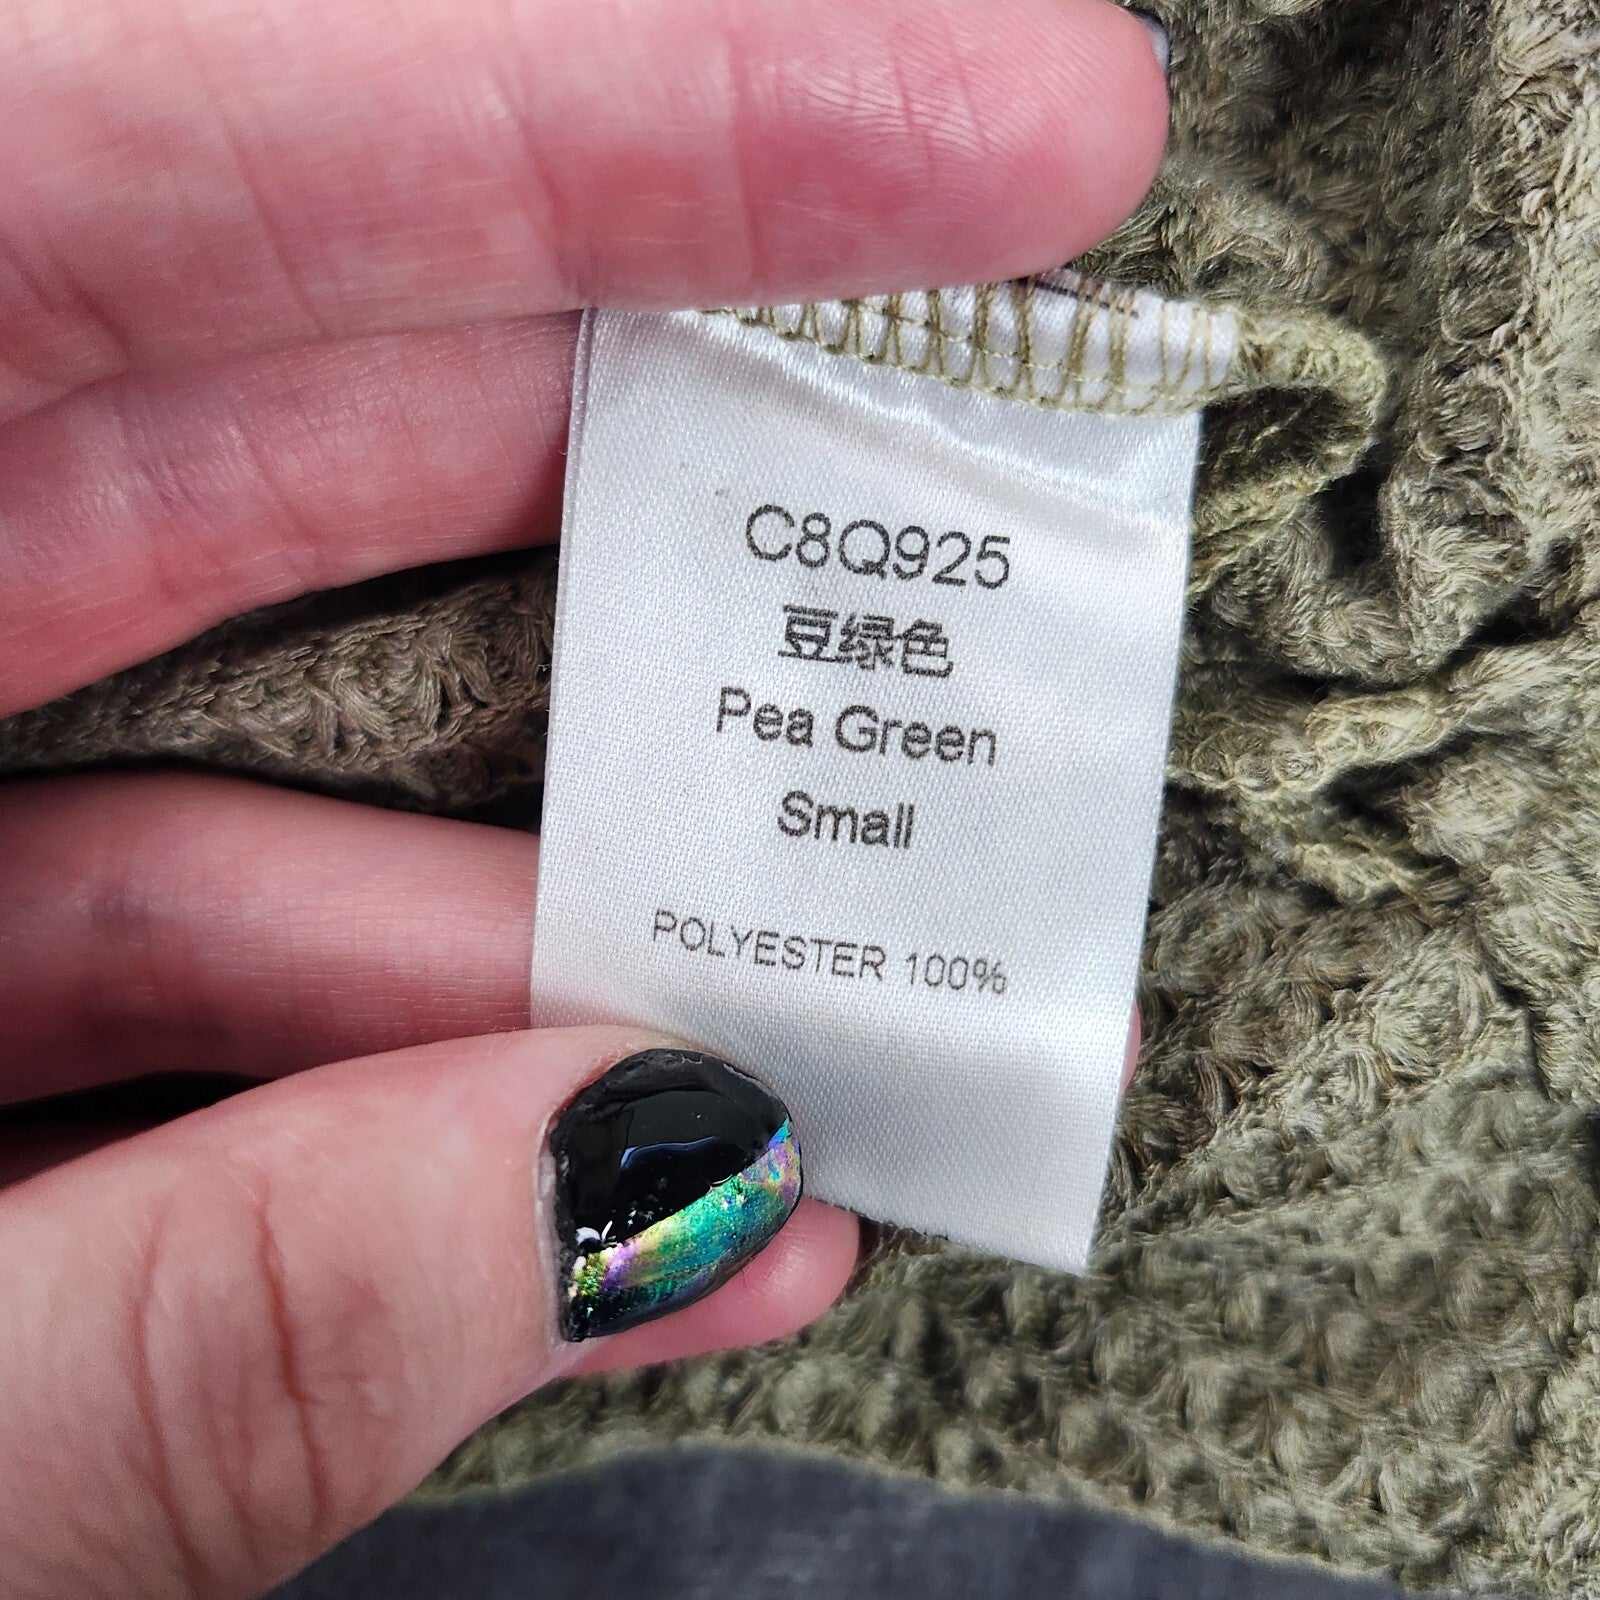 C8Q925
豆绿色
Pea Green
Small
POLYESTER 100%